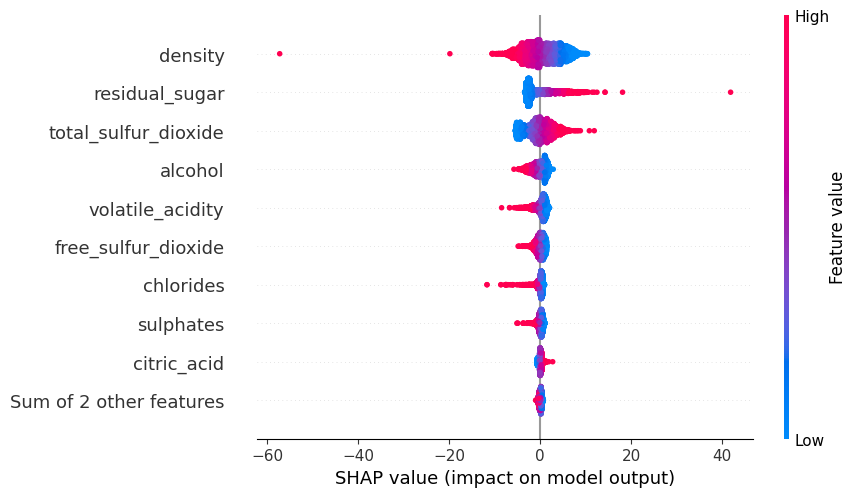 High
density
residual_sugar
total_sulfur_dioxide
alcohol
volatile_acidity
free_sulfur_dioxide
chlorides
sulphates
citric_acid
Sum of 2 other features
Feature value
Low
−60 −40 −20 0 20 40
SHAP value (impact on model output)